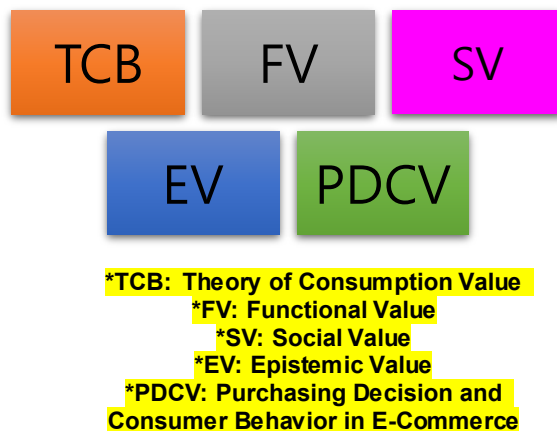 TCB FV SV
EV PDCV
*TCB: Theory of Consumption Value
*FV: Functional Value
*SV: Social Value
*EV: Epistemic Value
*PDCV: Purchasing Decision and
Consumer Behavior in E-Commerce